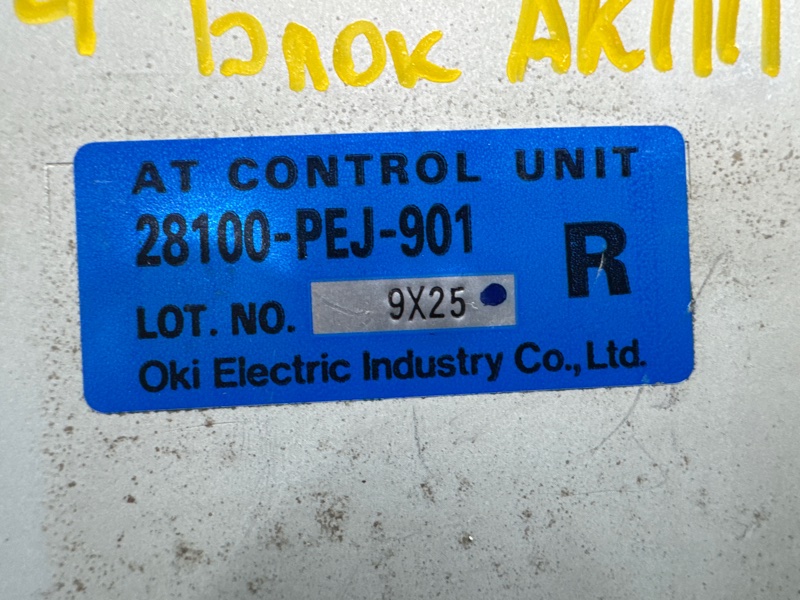 блок АКПП
AT CONTROL UNIT
28100-PEJ-901
R
LOT. NO. 9X25
Oki Electric Industry Co., Ltd.